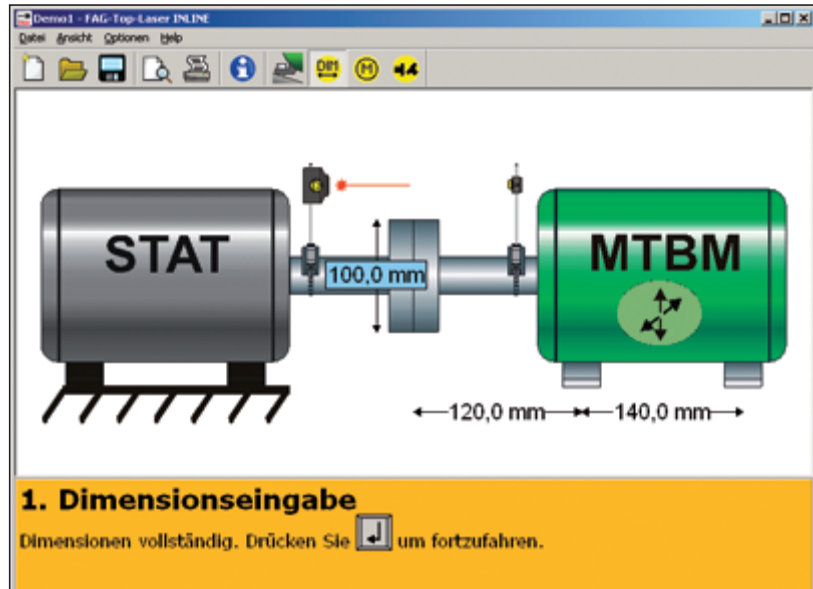 Demo1 - FAG-Top-Laser INLINE
Datei Ansicht Optionen Help
DIM M
STAT
MTBM
100,0 mm
120,0 mm 140,0 mm
1. Dimensionseingabe
Dimensionen vollständig. Drücken Sie um fortzufahren.